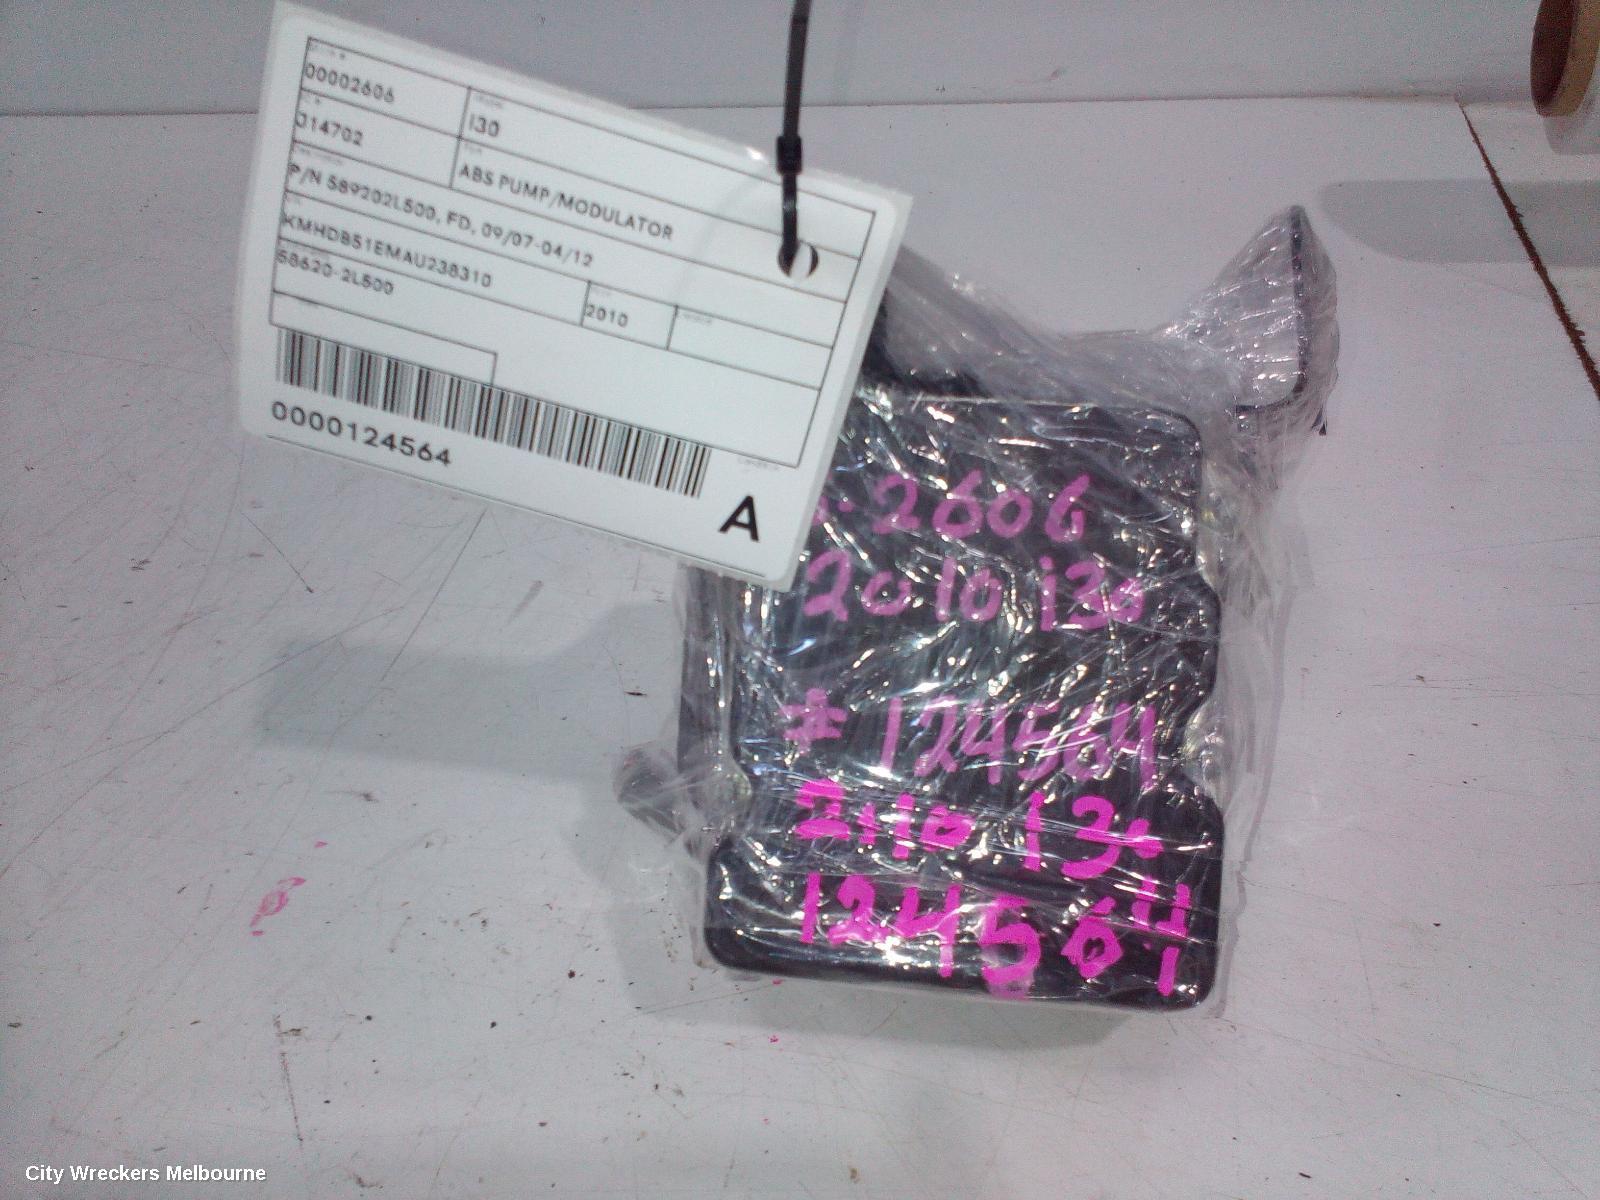 00002606
I30
014702
ABS PUMP/MODULATOR
P/N 589202L500, FD, 09/07-04/12
KMHDB51EMAU238310
2010
58620-2L500
0000124564
A
2606
2010 i30
# 124564
2010 i30
124564
City Wreckers Melbourne